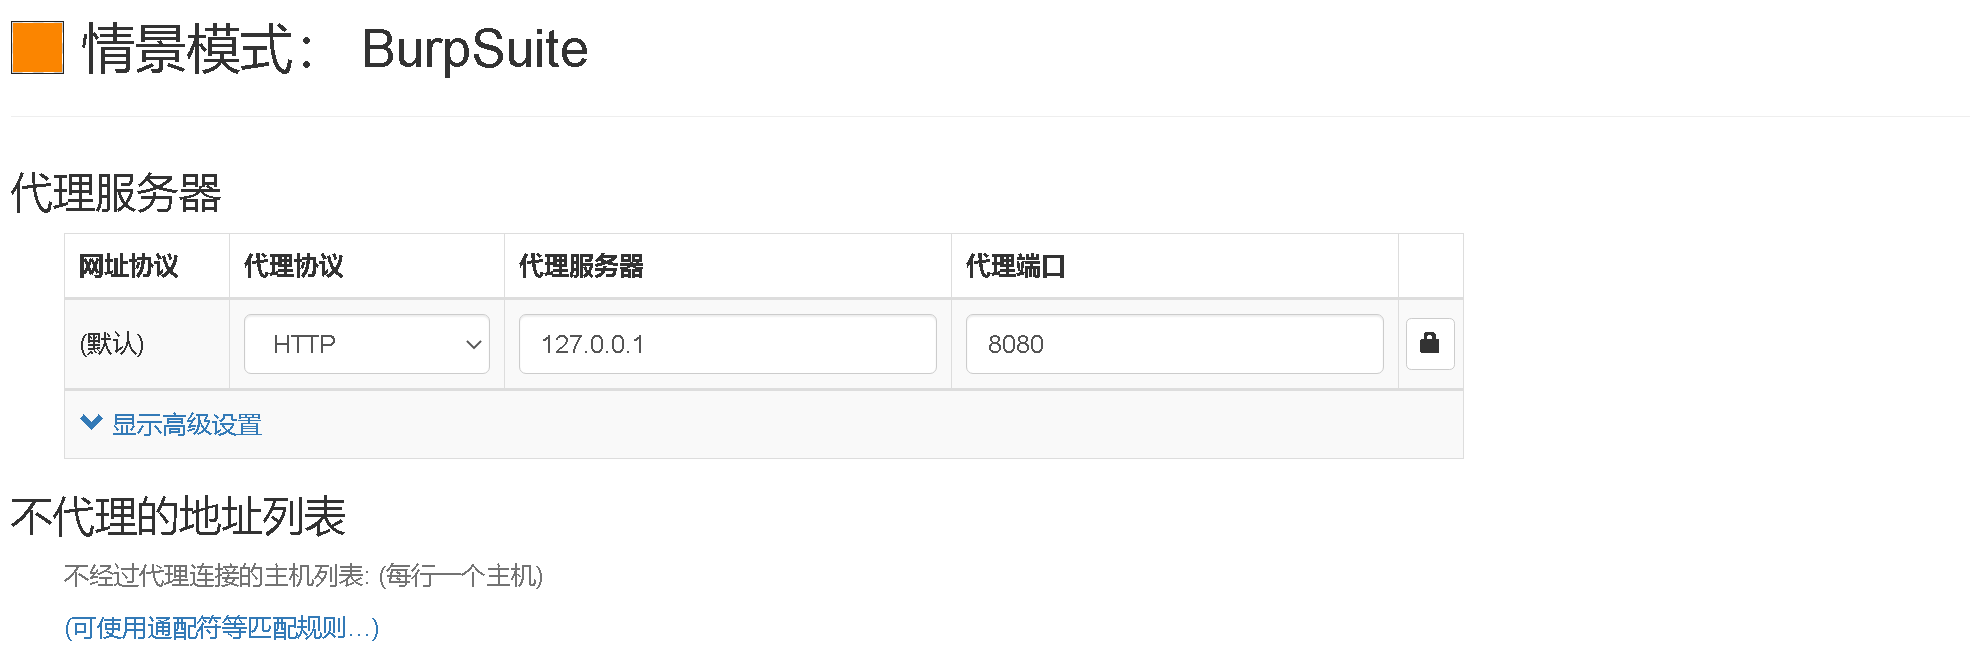 情景模式： BurpSuite
代理服务器
网址协议 代理协议 代理服务器 代理端口
(默认) HTTP 127.0.0.1 8080
显示高级设置
不代理的地址列表
不经过代理连接的主机列表: (每行一个主机)
(可使用通配符等匹配规则…)